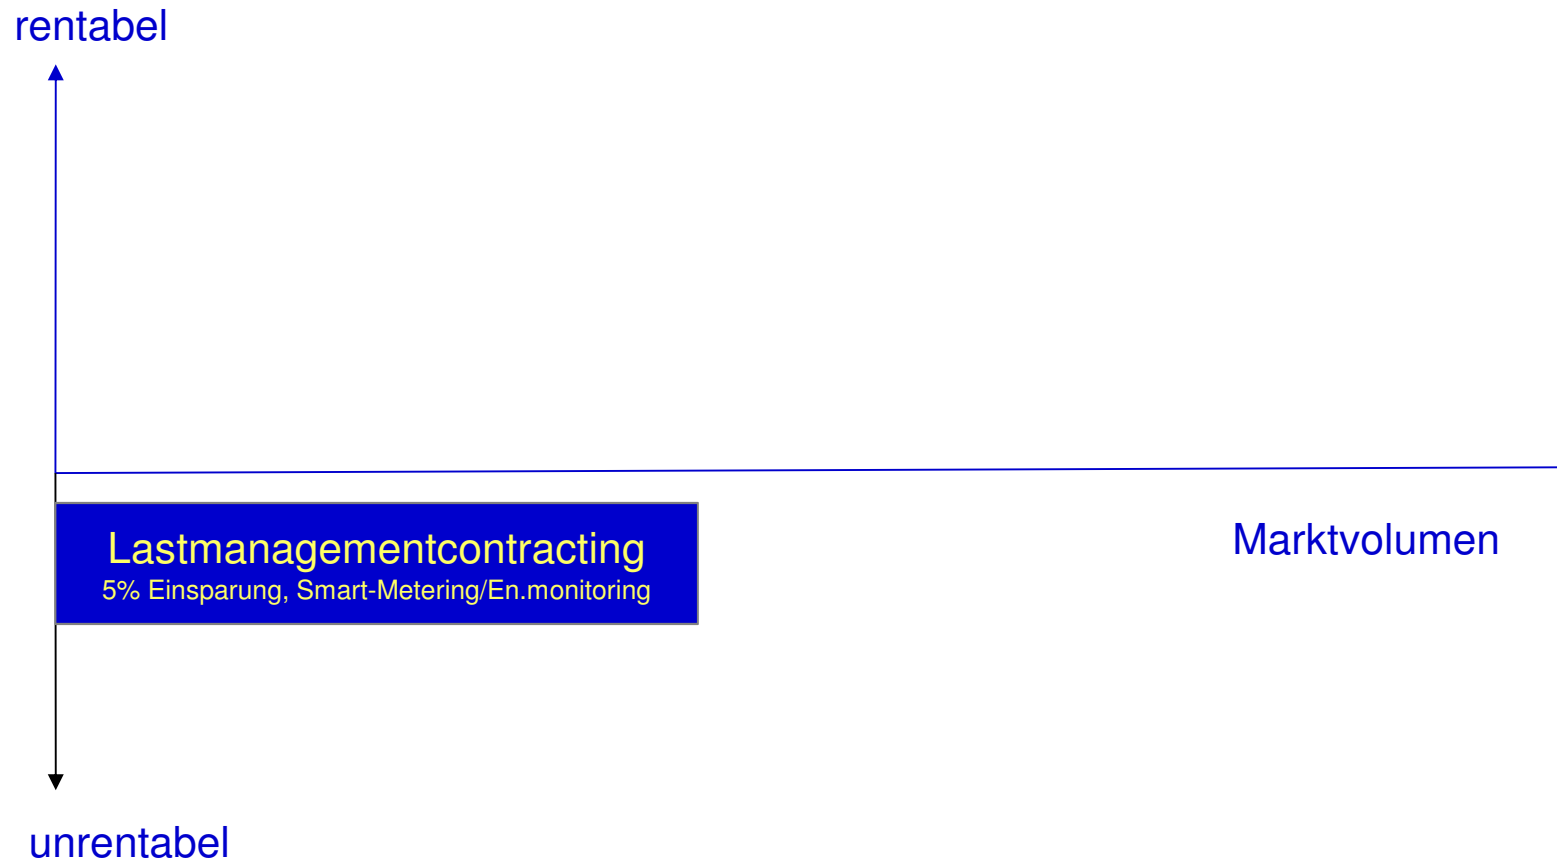 rentabel
Lastmanagementcontracting
5% Einsparung, Smart-Metering/En.monitoring
Marktvolumen
unrentabel